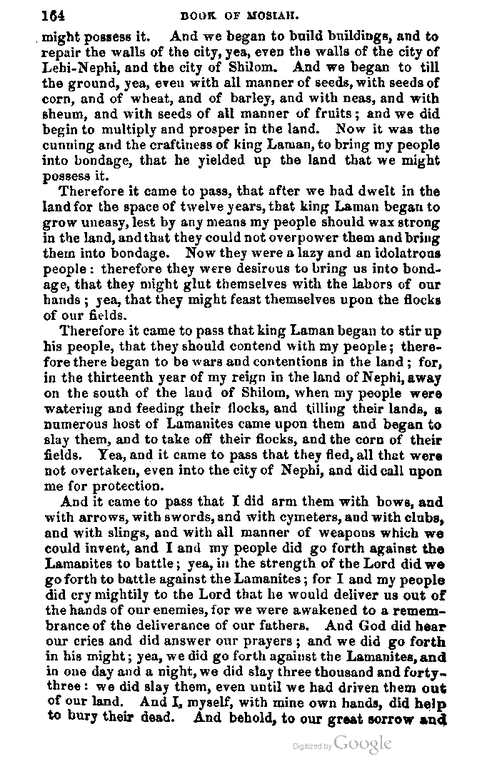 164 BOOK OF MOSIAH.
might possess it. And we began to build buildings, and to
repair the walls of the city, yea, even the walls of the city of
Lehi-Nephi, and the city of Shilom. And we began to till
the ground, yea, even with all manner of seeds, with seeds of
corn, and of wheat, and of barley, and with neas, and with
sheum, and with seeds of all manner of fruits; and we did
begin to multiply and prosper in the land. Now it was the
cunning and the craftiness of king Laman, to bring my people
into bondage, that he yielded up the land that we might
possess it.
Therefore it came to pass, that after we had dwelt in the
land for the space of twelve years, that king Laman began to
grow uneasy, lest by any means my people should wax strong
in the land, and that they could not overpower them and bring
them into bondage. Now they were a lazy and an idolatrous
people: therefore they were desirous to bring us into bond-
age, that they might glut themselves with the labors of our
hands; yea, that they might feast themselves upon the flocks
of our fields.
Therefore it came to pass that king Laman began to stir up
his people, that they should contend with my people; there-
fore there began to be wars and contentions in the land; for,
in the thirteenth year of my reign in the land of Nephi, away
on the south of the land of Shilom, when my people were
watering and feeding their flocks, and tilling their lands, a
numerous host of Lamanites came upon them and began to
slay them, and to take off their flocks, and the corn of their
fields. Yea, and it came to pass that they fled, all that were
not overtaken, even into the city of Nephi, and did call upon
me for protection.
And it came to pass that I did arm them with bows, and
with arrows, with swords, and with cymeters, and with clubs,
and with slings, and with all manner of weapons which we
could invent, and I and my people did go forth against the
Lamanites to battle; yea, in the strength of the Lord did we
go forth to battle against the Lamanites; for I and my people
did cry mightily to the Lord that he would deliver us out of
the hands of our enemies, for we were awakened to a remem-
brance of the deliverance of our fathers. And God did hear
our cries and did answer our prayers; and we did go forth
in his might; yea, we did go forth against the Lamanites, and
in one day and a night, we did slay three thousand and forty-
three: we did slay them, even until we had driven them out
of our land. And I, myself, with mine own hands, did help
to bury their dead. And behold, to our great sorrow and
Digitized by Google